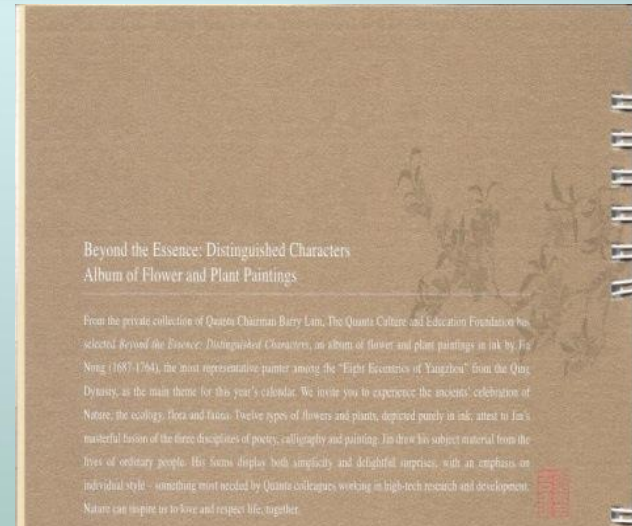 Beyond the Essence: Distinguished Characters
Album of Flower and Plant Paintings
From the private collection of Quanta Chairman Barry Lam, The Quanta Culture and Education Foundation has
selected Beyond the Essence: Distinguished Characters, an album of flower and plant paintings in ink by Jin
Nong (1687-1764), the most representative painter among the "Eight Eccentrics of Yangzhou" from the Qing
Dynasty, as the main theme for this year's calendar. We invite you to experience the ancients' celebration of
Nature, the ecology, flora and fauna. Twelve types of flowers and plants, depicted purely in ink, attest to Jin's
masterful fusion of the three disciplines of poetry, calligraphy and painting. Jin drew his subject material from the
lives of ordinary people. His forms display both simplicity and delightful surprises, with an emphasis on
individual style – something most needed by Quanta colleagues working in high-tech research and development.
Nature can inspire us to love and respect life, together.